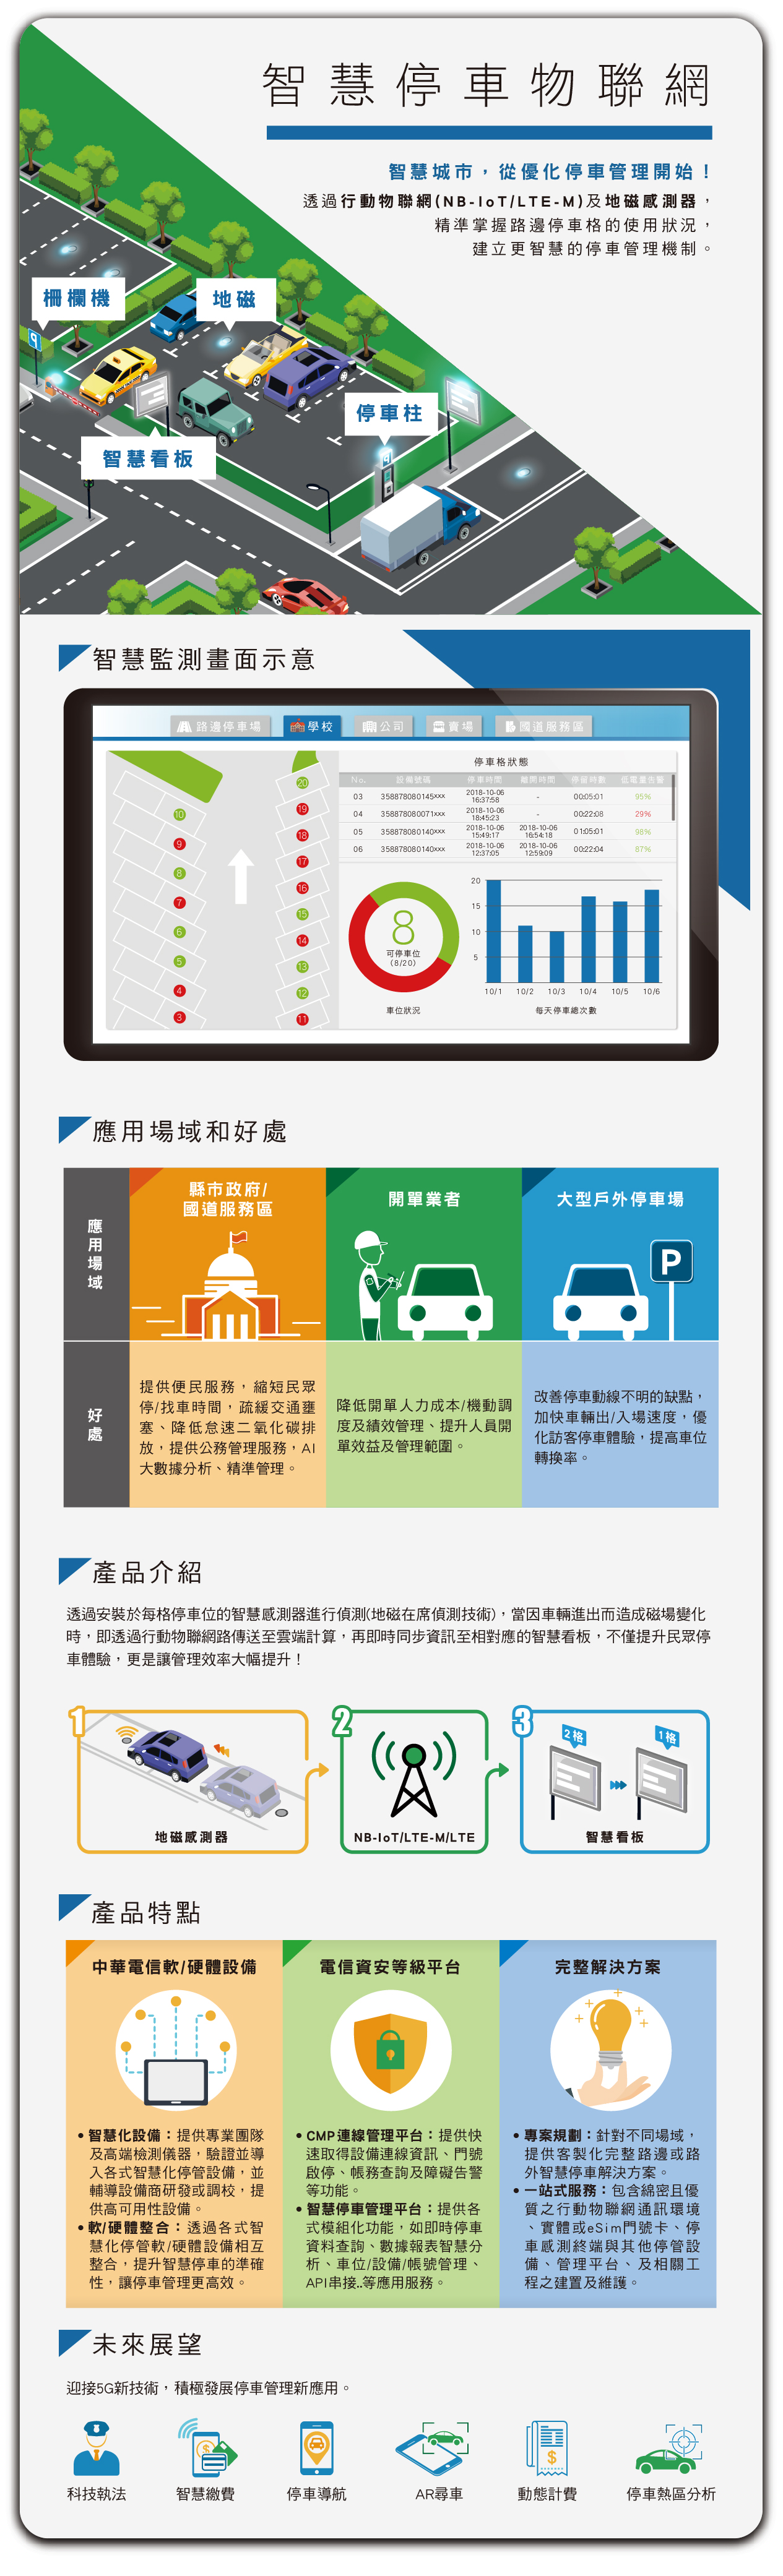 智慧停車物聯網
智慧城市，從優化停車管理開始！
透過行動物聯網(NB-IoT/LTE-M)及地磁感測器，
精準掌握路邊停車格的使用狀況，
建立更智慧的停車管理機制。
柵欄機
地磁
停車柱
智慧看板
智慧監測畫面示意
路邊停車場
學校
公司
賣場
國道服務區
停車格狀態
No. 設備號碼 停車時間 離開時間 停留時數 低電量告警
03 358878080145xxx 2018-10-06 16:37:58 - 00:05:01 95%
04 358878080071xxx 2018-10-06 18:45:23 - 00:22:08 29%
05 358878080140xxx 2018-10-06 15:49:17 2018-10-06 16:54:18 01:05:01 98%
06 358878080140xxx 2018-10-06 12:37:05 2018-10-06 12:59:09 00:22:04 87%
10
9
8
7
6
5
4
3
20
19
18
17
16
15
14
13
12
11
8
可停車位
(8/20)
車位狀況
20
15
10
5
10/1 10/2 10/3 10/4 10/5 10/6
每天停車總次數
應用場域和好處
應用場域
縣市政府/
國道服務區
開單業者
大型戶外停車場
P
好處
提供便民服務，縮短民眾
停/找車時間，疏緩交通壅
塞、降低怠速二氧化碳排
放，提供公務管理服務，AI
大數據分析、精準管理。
降低開單人力成本/機動調
度及績效管理、提升人員開
單效益及管理範圍。
改善停車動線不明的缺點，
加快車輛出/入場速度，優
化訪客停車體驗，提高車位
轉換率。
產品介紹
透過安裝於每格停車位的智慧感測器進行偵測(地磁在席偵測技術)，當因車輛進出而造成磁場變化
時，即透過行動物聯網路傳送至雲端計算，再即時同步資訊至相對應的智慧看板，不僅提升民眾停
車體驗，更是讓管理效率大幅提升！
1
地磁感測器
2
NB-IoT/LTE-M/LTE
3
2格
1格
智慧看板
產品特點
中華電信軟/硬體設備
• 智慧化設備：提供專業團隊
及高端檢測儀器，驗證並導
入各式智慧化停管設備，並
輔導設備商研發或調校，提
供高可用性設備。
• 軟/硬體整合：透過各式智
慧化停管軟/硬體設備相互
整合，提升智慧停車的準確
性，讓停車管理更高效。
電信資安等級平台
• CMP連線管理平台：提供快
速取得設備連線資訊、門號
啟停、帳務查詢及障礙告警
等功能。
• 智慧停車管理平台：提供各
式模組化功能，如即時停車
資料查詢、數據報表智慧分
析、車位/設備/帳號管理、
API串接..等應用服務。
完整解決方案
• 專案規劃：針對不同場域，
提供客製化完整路邊或路
外智慧停車解決方案。
• 一站式服務：包含綿密且優
質之行動物聯網通訊環境
、實體或eSim門號卡、停
車感測終端與其他停管設
備、管理平台、及相關工
程之建置及維護。
未來展望
迎接5G新技術，積極發展停車管理新應用。
科技執法
智慧繳費
停車導航
AR尋車
動態計費
停車熱區分析